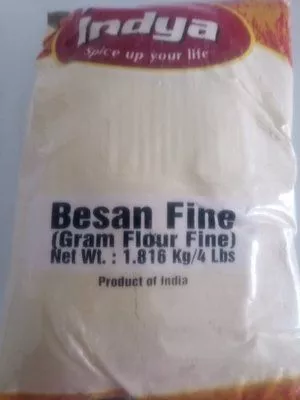 Indya
Spice up your life
Besan Fine
(Gram Flour Fine)
Net Wt. : 1.816 Kg/4 Lbs
Product of India